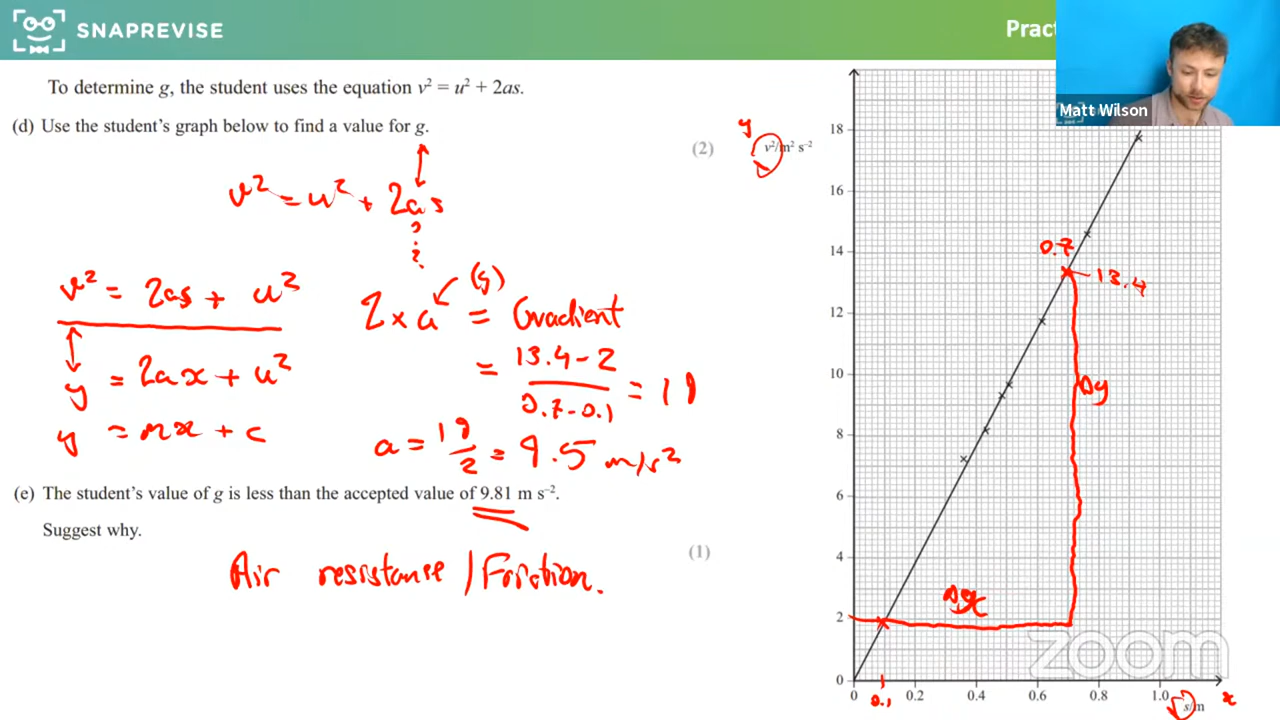 SNAPREVISE
Pract
Matt Wilson
To determine g, the student uses the equation v² = u² + 2as.
(d) Use the student's graph below to find a value for g.
(2)
v² = u² + 2as
?
?
v² = 2as + u²
y = 2ax + u²
y = mx + c
2 × a = Gradient
(g)
= 13.4 - 2 / 0.7 - 0.1 = 19
a = 19/2 = 9.5 m/s²
(e) The student's value of g is less than the accepted value of 9.81 m s⁻².
Suggest why.
(1)
Air resistance / Friction.
y
v²/m² s⁻²
18
16
14
12
10
8
6
4
2
0
0.7
13.4
Δy
Δx
0 0.2 0.4 0.6 0.8 1.0
0.1
s/m
x
zoom